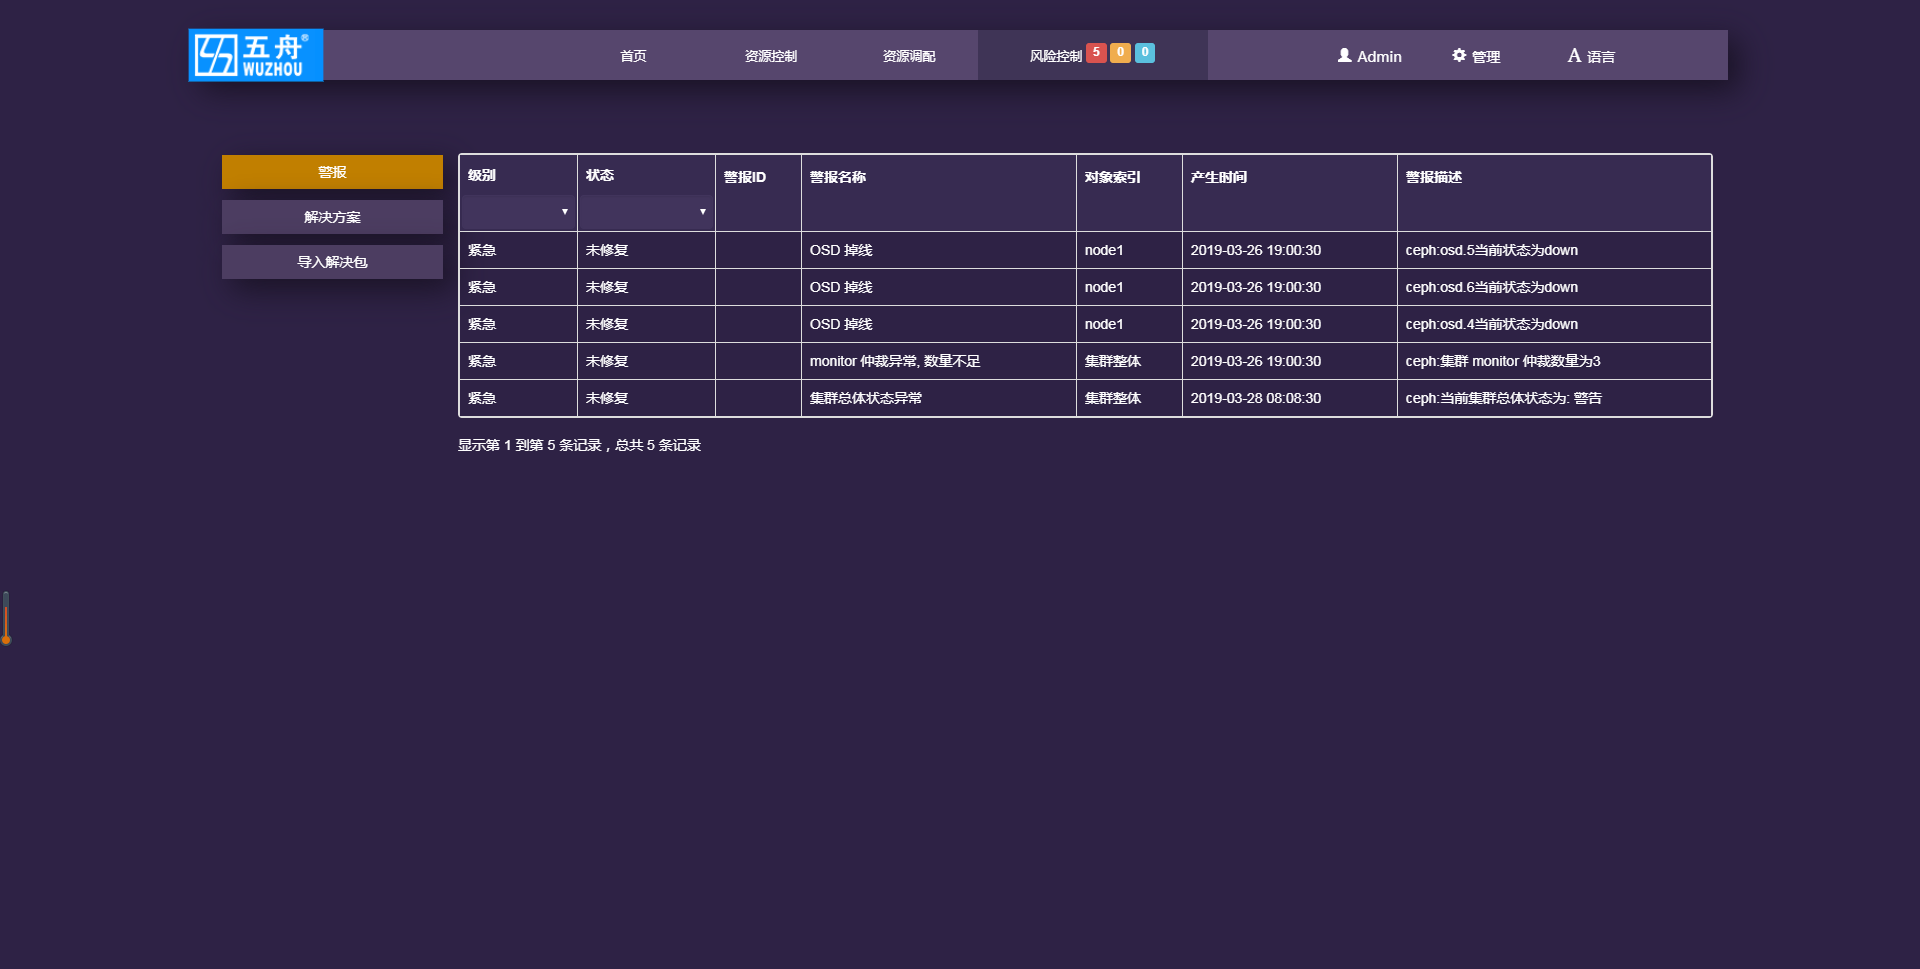 五舟®
WUZHOU
首页 资源控制 资源调配 风险控制 5 0 0 Admin 管理 A 语言
警报
解决方案
导入解决包
级别 状态 警报ID 警报名称 对象索引 产生时间 警报描述
紧急 未修复 OSD 掉线 node1 2019-03-26 19:00:30 ceph:osd.5当前状态为down
紧急 未修复 OSD 掉线 node1 2019-03-26 19:00:30 ceph:osd.6当前状态为down
紧急 未修复 OSD 掉线 node1 2019-03-26 19:00:30 ceph:osd.4当前状态为down
紧急 未修复 monitor 仲裁异常, 数量不足 集群整体 2019-03-26 19:00:30 ceph:集群 monitor 仲裁数量为3
紧急 未修复 集群总体状态异常 集群整体 2019-03-28 08:08:30 ceph:当前集群总体状态为: 警告
显示第 1 到第 5 条记录，总共 5 条记录